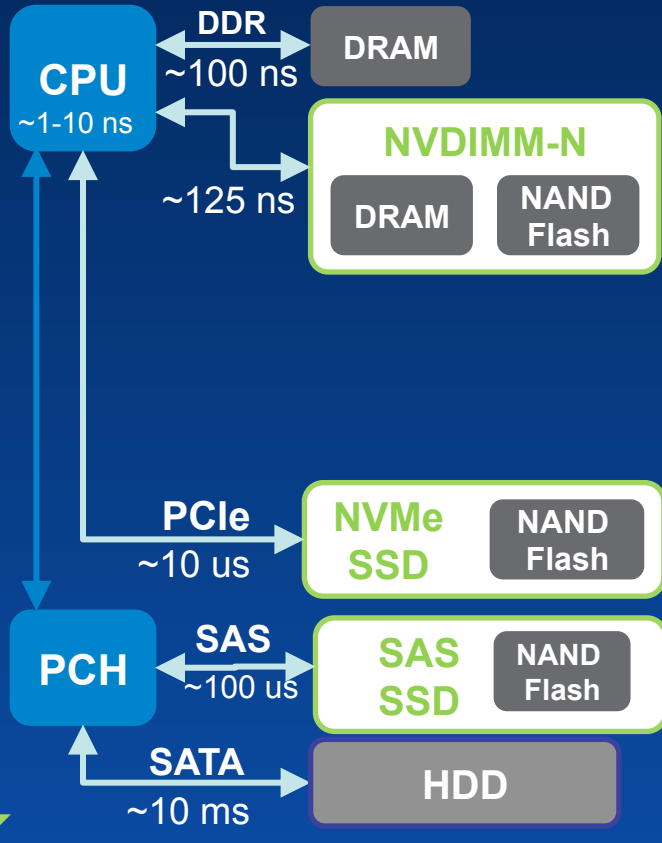 DDR
DRAM
CPU
~100 ns
~1-10 ns
NVDIMM-N
~125 ns
DRAM
NAND
Flash
PCIe
NVMe
SSD
NAND
Flash
~10 us
PCH
SAS
~100 us
SAS
SSD
NAND
Flash
SATA
HDD
~10 ms